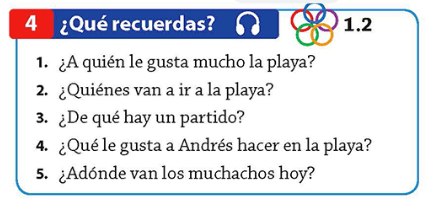 4 ¿Qué recuerdas? 1.2
1. ¿A quién le gusta mucho la playa?
2. ¿Quiénes van a ir a la playa?
3. ¿De qué hay un partido?
4. ¿Qué le gusta a Andrés hacer en la playa?
5. ¿Adónde van los muchachos hoy?